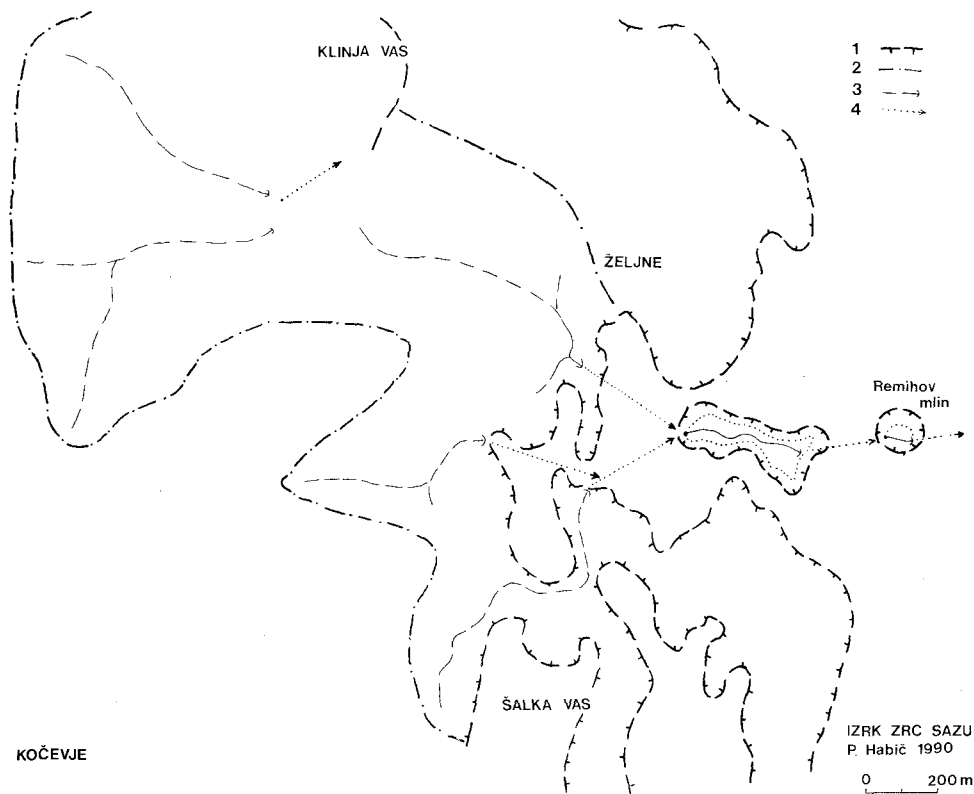 KLINJA VAS
1
2
3
4
ŽELJNE
Remihov
mlin
ŠALKA VAS
KOČEVJE
IZRK ZRC SAZU
P. Habič 1990
0 200 m